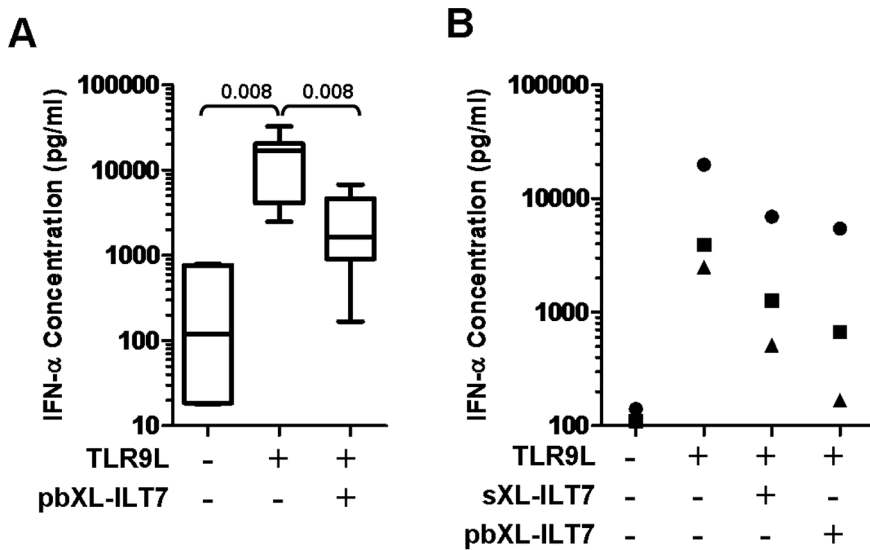 A
IFN-α Concentration (pg/ml)
100000
10000
1000
100
10
0.008 0.008
TLR9L - + +
pbXL-ILT7 - - +
B
IFN-α Concentration (pg/ml)
100000
10000
1000
100
TLR9L - + + +
sXL-ILT7 - - + -
pbXL-ILT7 - - - +